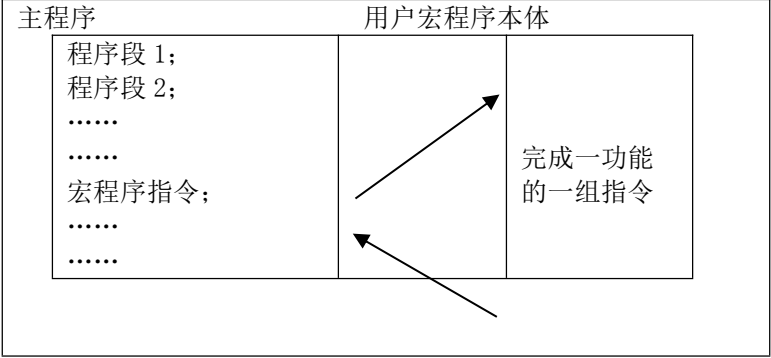 主程序 用户宏程序本体
程序段 1；
程序段 2；
……
……
宏程序指令；
……
……
完成一功能
的一组指令